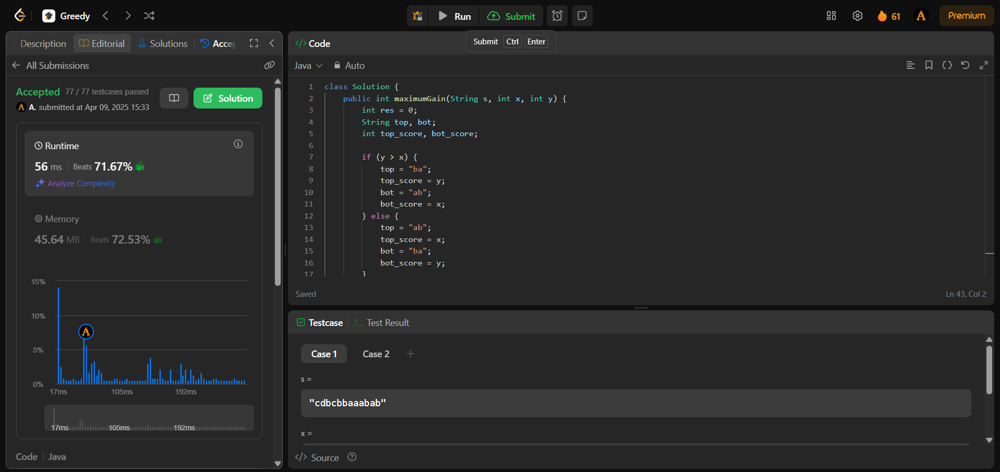 Greedy
Run
Submit
61
Premium
Description
Editorial
Solutions
Accep
All Submissions
Accepted 77 / 77 testcases passed
A. submitted at Apr 09, 2025 15:33
Solution
Runtime
56 ms Beats 71.67%
Analyze Complexity
Memory
45.64 MB Beats 72.53%
15%
10%
5%
0%
17ms 105ms 192ms
17ms 105ms 192ms
Code Java
</> Code
Submit Ctrl Enter
Java Auto
1 class Solution {
2 public int maximumGain(String s, int x, int y) {
3 int res = 0;
4 String top, bot;
5 int top_score, bot_score;
6
7 if (y > x) {
8 top = "ba";
9 top_score = y;
10 bot = "ab";
11 bot_score = x;
12 } else {
13 top = "ab";
14 top_score = x;
15 bot = "ba";
16 bot_score = y;
17 }
Saved
Ln 43, Col 2
Testcase
Test Result
Case 1 Case 2 +
s =
"cdbcbbaaabab"
x =
</> Source